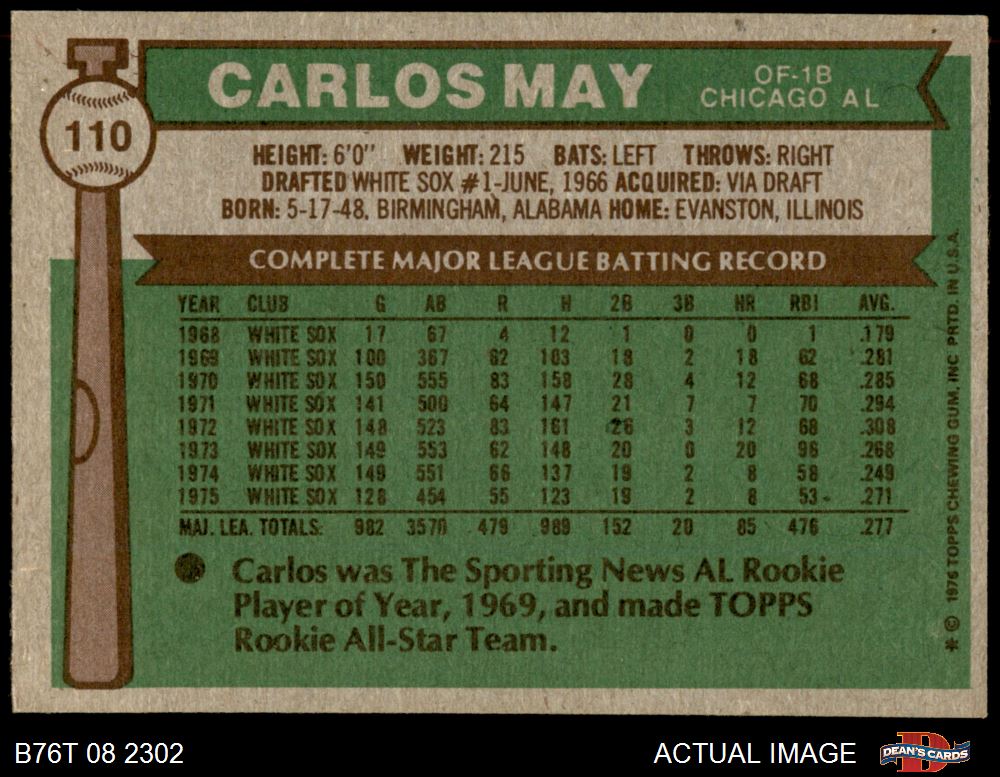 110
CARLOS MAY
OF-1B
CHICAGO AL
HEIGHT: 6'0" WEIGHT: 215 BATS: LEFT THROWS: RIGHT
DRAFTED WHITE SOX #1-JUNE, 1966 ACQUIRED: VIA DRAFT
BORN: 5-17-48, BIRMINGHAM, ALABAMA HOME: EVANSTON, ILLINOIS
COMPLETE MAJOR LEAGUE BATTING RECORD
YEAR CLUB G AB R H 2B 3B HR RBI AVG.
1968 WHITE SOX 17 67 4 12 1 0 0 1 .179
1969 WHITE SOX 100 367 62 103 18 2 18 62 .281
1970 WHITE SOX 150 555 83 158 28 4 12 68 .285
1971 WHITE SOX 141 500 64 147 21 7 7 70 .294
1972 WHITE SOX 148 523 83 161 26 3 12 68 .308
1973 WHITE SOX 149 553 62 148 20 0 20 96 .268
1974 WHITE SOX 149 551 66 137 19 2 8 58 .249
1975 WHITE SOX 128 454 55 123 19 2 8 53 .271
MAJ. LEA. TOTALS: 982 3570 479 989 152 20 85 476 .277
Carlos was The Sporting News AL Rookie
Player of Year, 1969, and made TOPPS
Rookie All-Star Team.
* © 1976 TOPPS CHEWING GUM, INC PRTD. IN U.S.A.
B76T 08 2302
ACTUAL IMAGE
DEAN'S CARDS